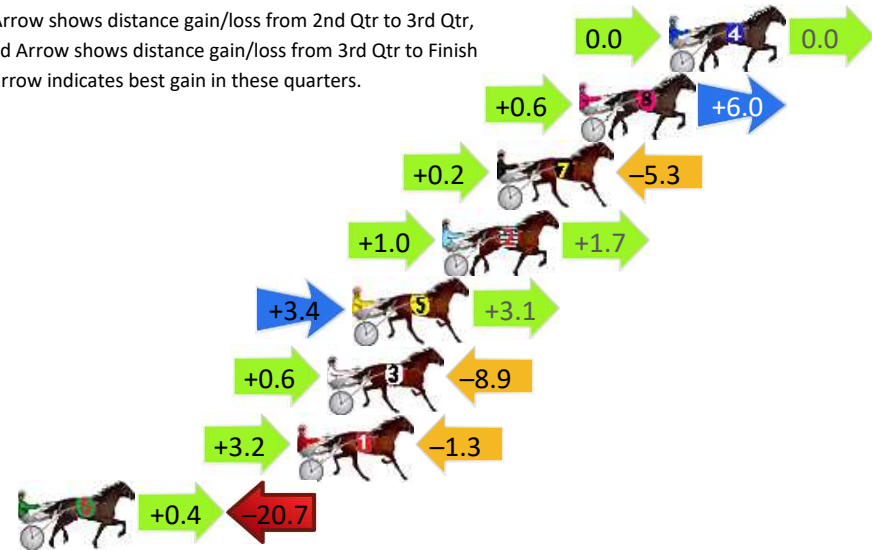 Arrow shows distance gain/loss from 2nd Qtr to 3rd Qtr,
d Arrow shows distance gain/loss from 3rd Qtr to Finish
rrow indicates best gain in these quarters.
0.0 4 0.0
+0.6 8 +6.0
+0.2 7 –5.3
+1.0 2 +1.7
+3.4 5 +3.1
+0.6 3 –8.9
+3.2 1 –1.3
6 +0.4 –20.7